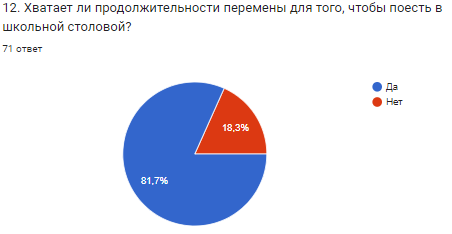 12. Хватает ли продолжительности перемены для того, чтобы поесть в
школьной столовой?
71 ответ
Да
Нет
18,3%
81,7%